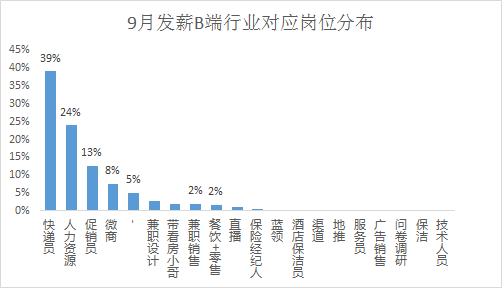 9月发薪B端行业对应岗位分布
45%
40%
35%
30%
25%
20%
15%
10%
5%
0%
39%
24%
13%
8%
5%
2%
2%
快递员
人力资源
促销员
微商
'
兼职设计
带看房小哥
兼职销售
餐饮+零售
直播
保险经纪人
蓝领
酒店保洁员
渠道
地推
服务员
广告销售
问卷调研
保洁
技术人员